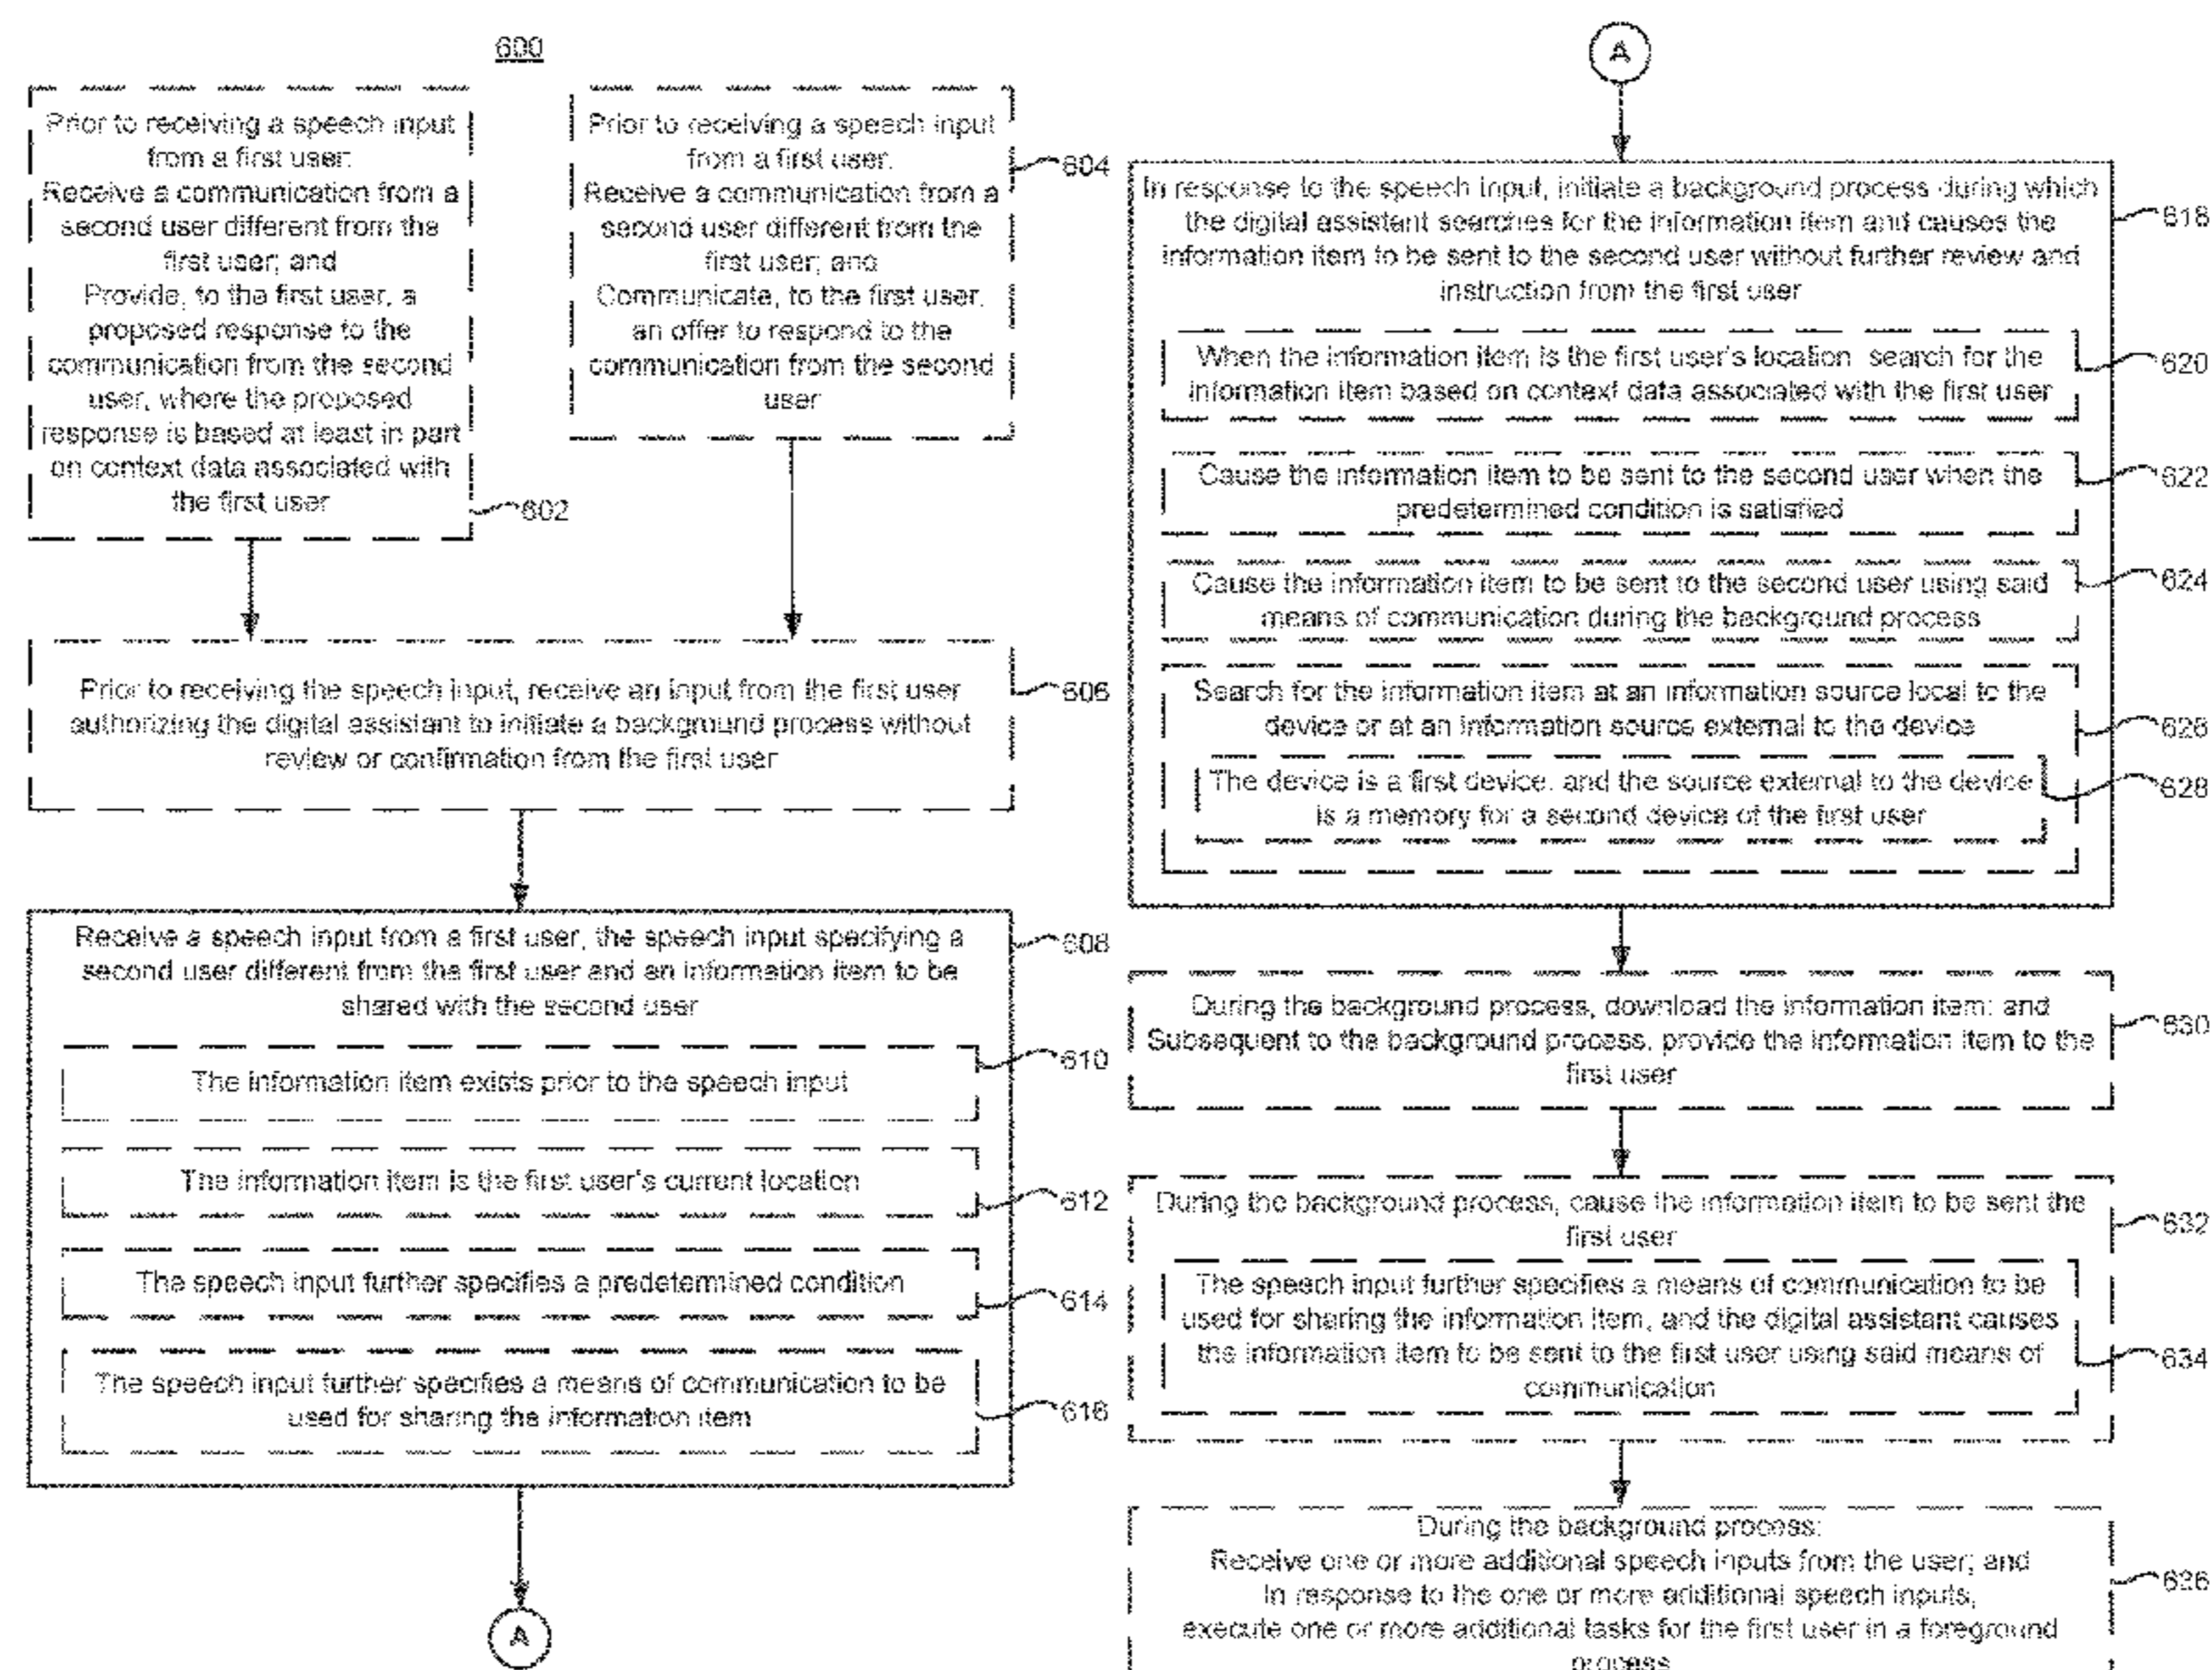 600
Prior to receiving a speech input
from a first user:
Receive a communication from a
second user different from the
first user; and
Provide, to the first user, a
proposed response to the
communication from the second
user, where the proposed
response is based at least in part
on context data associated with
the first user
602
Prior to receiving a speech input
from a first user:
Receive a communication from a
second user different from the
first user; and
Communicate, to the first user,
an offer to respond to the
communication from the second
user
604
Prior to receiving the speech input, receive an input from the first user
authorizing the digital assistant to initiate a background process without
review or confirmation from the first user
606
Receive a speech input from a first user, the speech input specifying a
second user different from the first user and an information item to be
shared with the second user
608
The information item exists prior to the speech input
610
The information item is the first user's current location
612
The speech input further specifies a predetermined condition
614
The speech input further specifies a means of communication to be
used for sharing the information item
616
A
A
In response to the speech input, initiate a background process during which
the digital assistant searches for the information item and causes the
information item to be sent to the second user without further review and
instruction from the first user
618
When the information item is the first user's location search for the
information item based on context data associated with the first user
620
Cause the information item to be sent to the second user when the
predetermined condition is satisfied
622
Cause the information item to be sent to the second user using said
means of communication during the background process
624
Search for the information item at an information source local to the
device or at an information source external to the device
626
The device is a first device, and the source external to the device
is a memory for a second device of the first user
628
During the background process, download the information item; and
Subsequent to the background process, provide the information item to the
first user
630
During the background process, cause the information item to be sent the
first user
632
The speech input further specifies a means of communication to be
used for sharing the information item, and the digital assistant causes
the information item to be sent to the first user using said means of
communication
634
During the background process:
Receive one or more additional speech inputs from the user; and
In response to the one or more additional speech inputs,
execute one or more additional tasks for the first user in a foreground
process
636